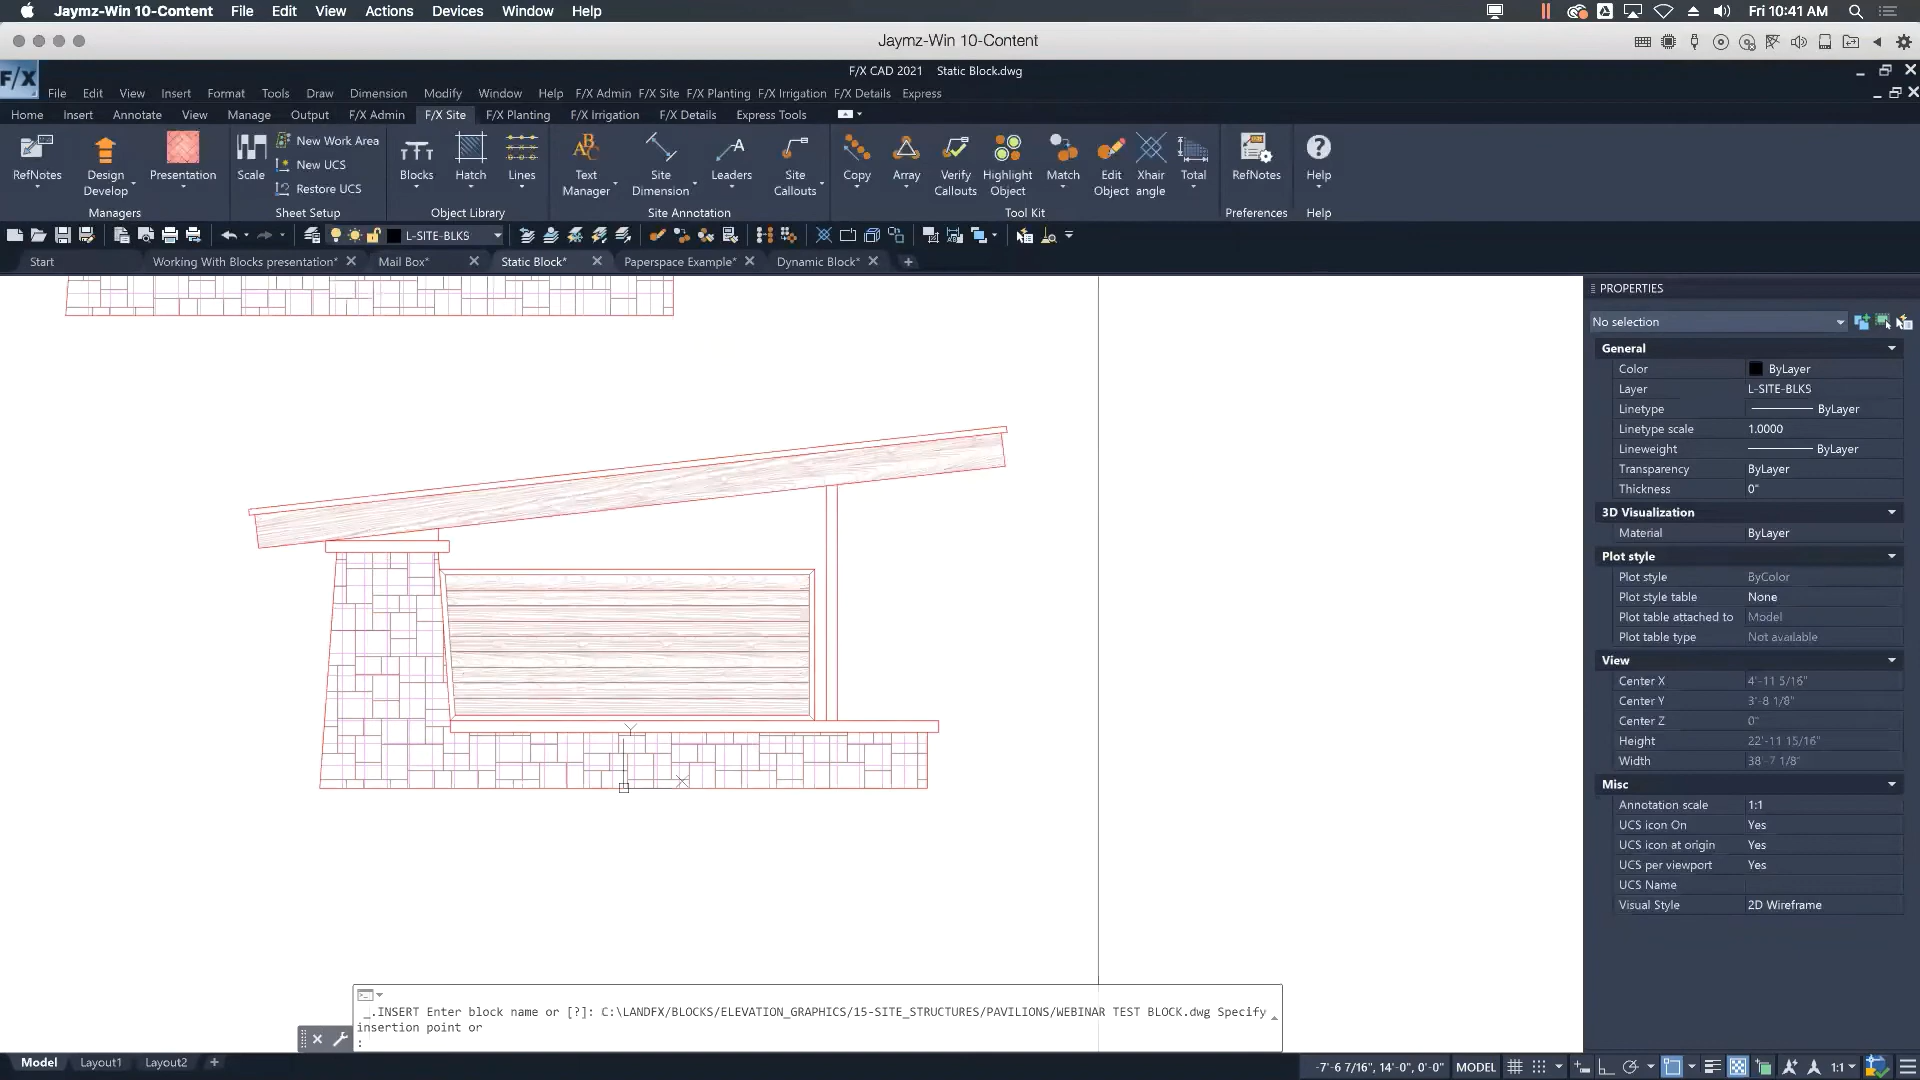 Jaymz-Win 10-Content File Edit View Actions Devices Window Help Fri 10:41 AM
Jaymz-Win 10-Content
F/X
F/X CAD 2021 Static Block.dwg
File Edit View Insert Format Tools Draw Dimension Modify Window Help F/X Admin F/X Site F/X Planting F/X Irrigation F/X Details Express
Home Insert Annotate View Manage Output F/X Admin F/X Site F/X Planting F/X Irrigation F/X Details Express Tools
RefNotes
Design Develop
Presentation
Managers
Scale
New Work Area
New UCS
Restore UCS
Sheet Setup
Blocks
Hatch
Lines
Object Library
Text Manager
Site Dimension
Leaders
Site Callouts
Site Annotation
Copy
Array
Verify Callouts
Highlight Object
Match
Edit Object
Xhair angle
Total
Tool Kit
RefNotes
Preferences
Help
Help
L-SITE-BLKS
Start Working With Blocks presentation* Mail Box* Static Block* Paperspace Example* Dynamic Block*
PROPERTIES
No selection
General
Color ByLayer
Layer L-SITE-BLKS
Linetype ByLayer
Linetype scale 1.0000
Lineweight ByLayer
Transparency ByLayer
Thickness 0"
3D Visualization
Material ByLayer
Plot style
Plot style ByColor
Plot style table None
Plot table attached to Model
Plot table type Not available
View
Center X 4'-11 5/16"
Center Y 3'-8 1/8"
Center Z 0"
Height 22'-11 15/16"
Width 38'-7 1/8"
Misc
Annotation scale 1:1
UCS icon On Yes
UCS icon at origin Yes
UCS per viewport Yes
UCS Name
Visual Style 2D Wireframe
Y
X
_.INSERT Enter block name or [?]: C:\LANDFX/BLOCKS/ELEVATION_GRAPHICS/15-SITE_STRUCTURES/PAVILIONS/WEBINAR TEST BLOCK.dwg Specify
insertion point or
:
Model Layout1 Layout2 +
-7'-6 7/16", 14'-0", 0'-0" MODEL 1:1